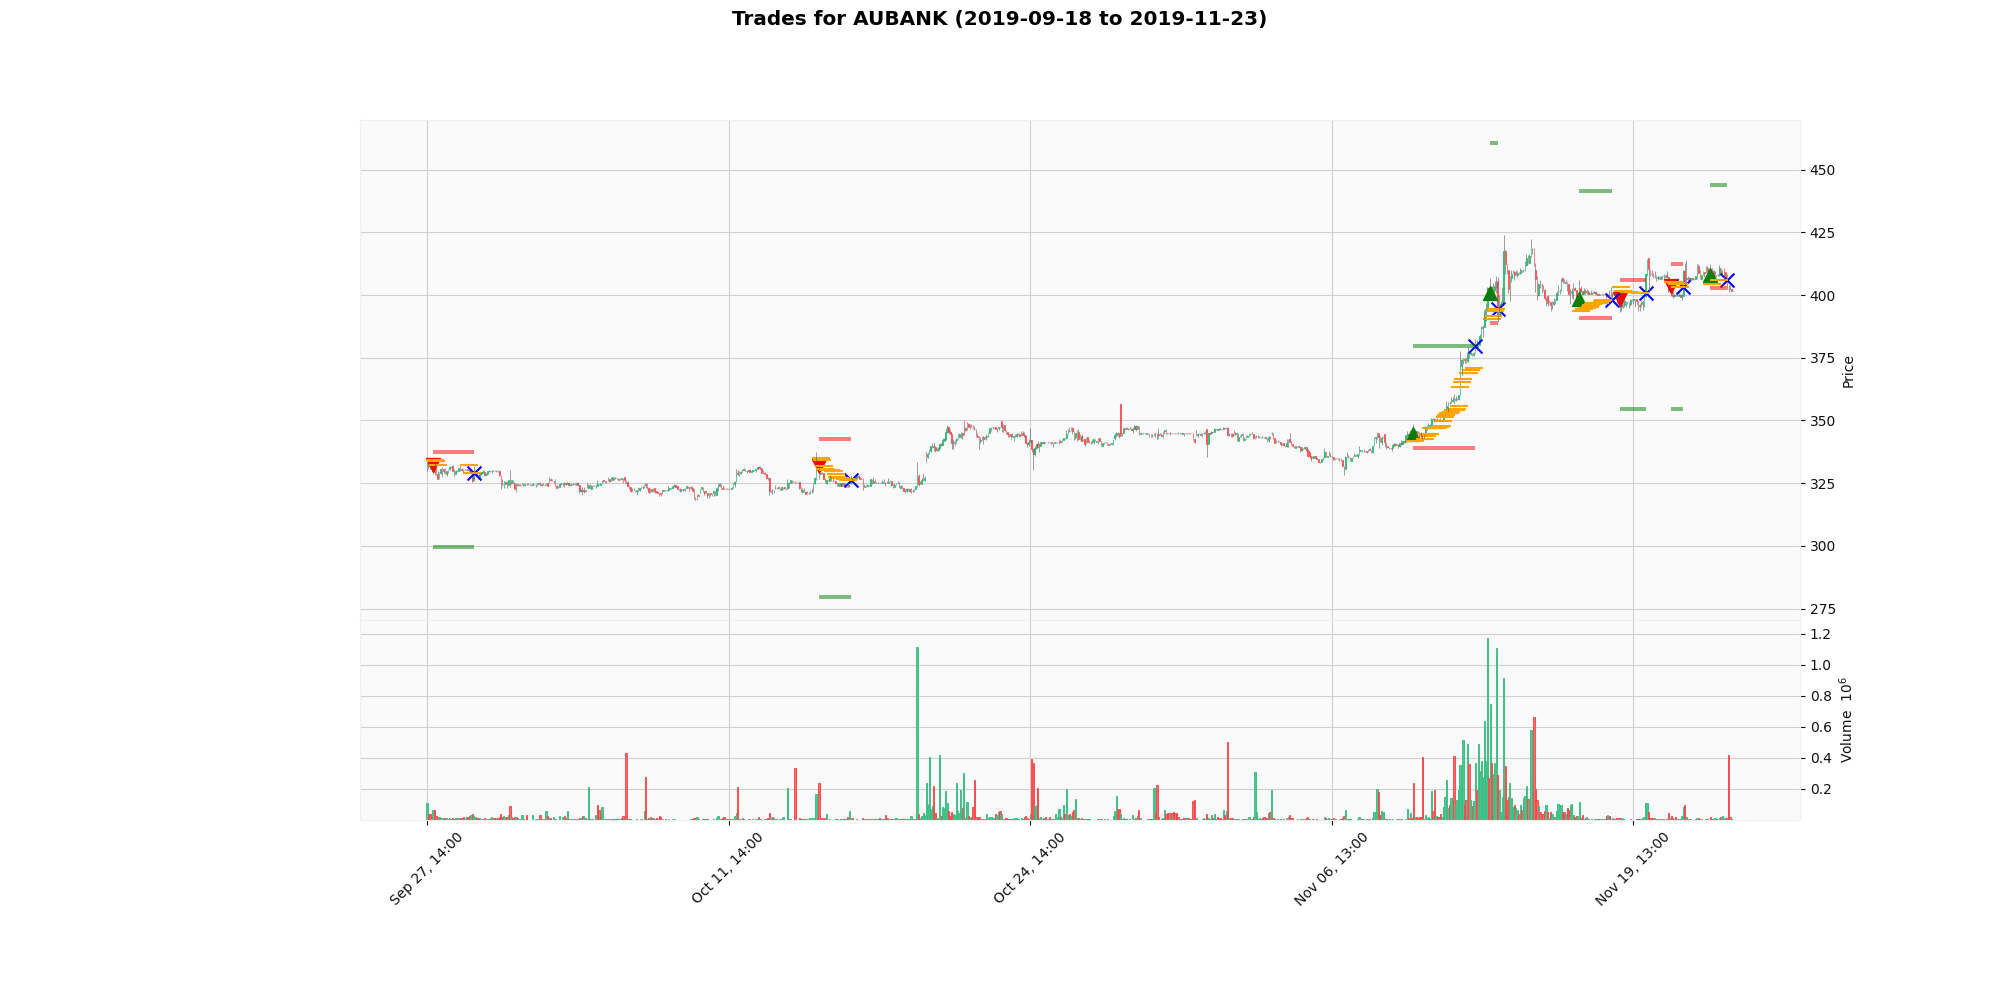 Trades for AUBANK (2019-09-18 to 2019-11-23)
450
425
400
375
350
325
300
275
Price
1.2
1.0
0.8
0.6
0.4
0.2
Volume 10⁶
Sep 27, 14:00
Oct 11, 14:00
Oct 24, 14:00
Nov 06, 13:00
Nov 19, 13:00